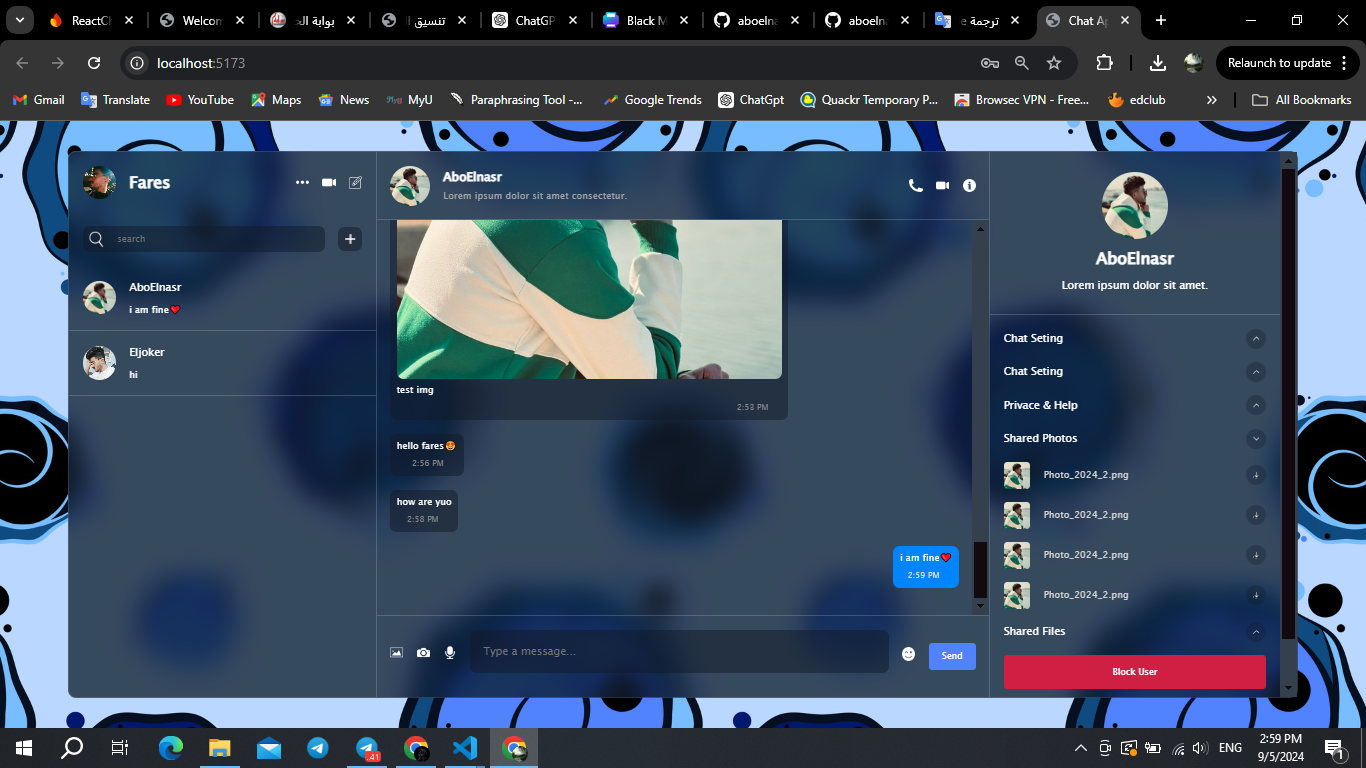 ReactCl
Welcom
بوابة الح
تنسيق ال
ChatGP
Black M
aboelna
aboelna
ترجمة e
Chat Ap
localhost:5173
Relaunch to update
Gmail
Translate
YouTube
Maps
News
MyU
Paraphrasing Tool -...
Google Trends
ChatGpt
Quackr Temporary P...
Browsec VPN - Free...
edclub
All Bookmarks
Fares
search
AboElnasr
i am fine❤️
Eljoker
hi
AboElnasr
Lorem ipsum dolor sit amet consectetur.
test img
2:53 PM
hello fares😍
2:56 PM
how are yuo
2:58 PM
i am fine❤️
2:59 PM
Type a message...
Send
AboElnasr
Lorem ipsum dolor sit amet.
Chat Seting
Chat Seting
Privace & Help
Shared Photos
Photo_2024_2.png
Photo_2024_2.png
Photo_2024_2.png
Photo_2024_2.png
Shared Files
Block User
41
ENG
2:59 PM
9/5/2024
1